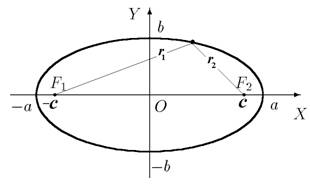 Y
b
r₁
r₂
F₁ F₂
−a −c O c a X
−b